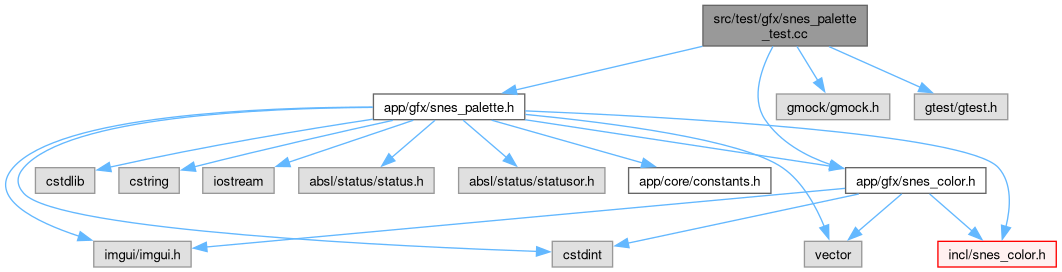 src/test/gfx/snes_palette
_test.cc
app/gfx/snes_palette.h
gmock/gmock.h
gtest/gtest.h
cstdlib
cstring
iostream
absl/status/status.h
absl/status/statusor.h
app/core/constants.h
app/gfx/snes_color.h
imgui/imgui.h
cstdint
vector
incl/snes_color.h